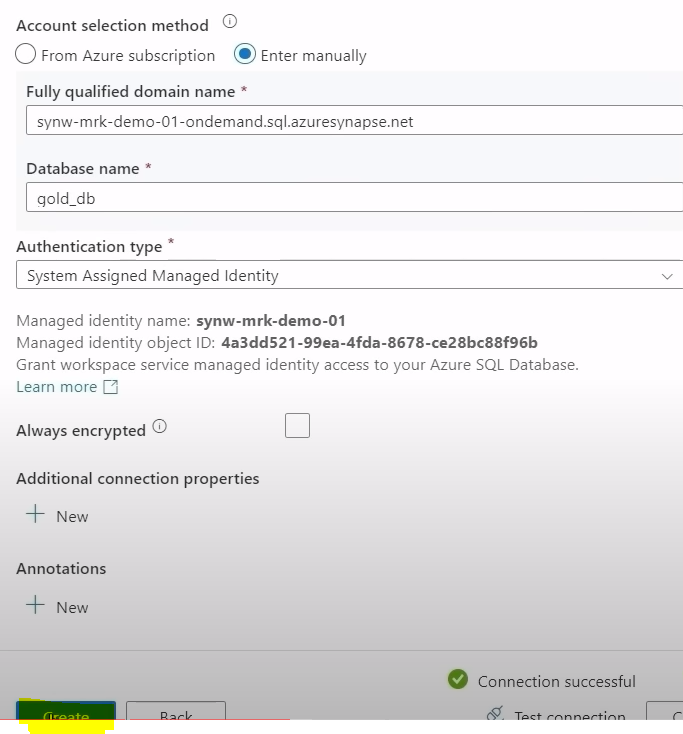 Account selection method
From Azure subscription Enter manually
Fully qualified domain name *
synw-mrk-demo-01-ondemand.sql.azuresynapse.net
Database name *
gold_db
Authentication type *
System Assigned Managed Identity
Managed identity name: synw-mrk-demo-01
Managed identity object ID: 4a3dd521-99ea-4fda-8678-ce28bc88f96b
Grant workspace service managed identity access to your Azure SQL Database.
Learn more
Always encrypted
Additional connection properties
New
Annotations
New
Connection successful
Create Back Test connection